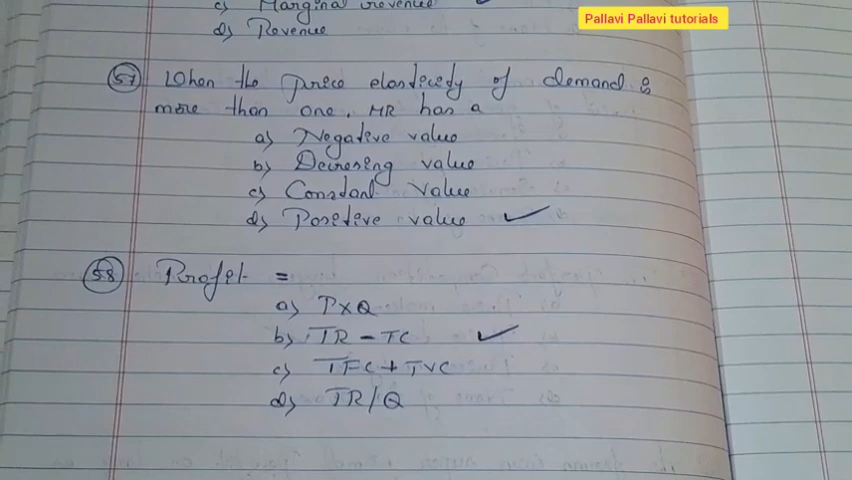 c) Marginal revenue
Pallavi Pallavi tutorials
d) Revenue
57 When the price elasticity of demand is
more than one. MR has a
a) Negative value
b) Decresing value
c) Constant value
d) Positive value
58 Profit =
a) P×Q
b) TR - TC
c) TFC + TVC
d) TR/Q